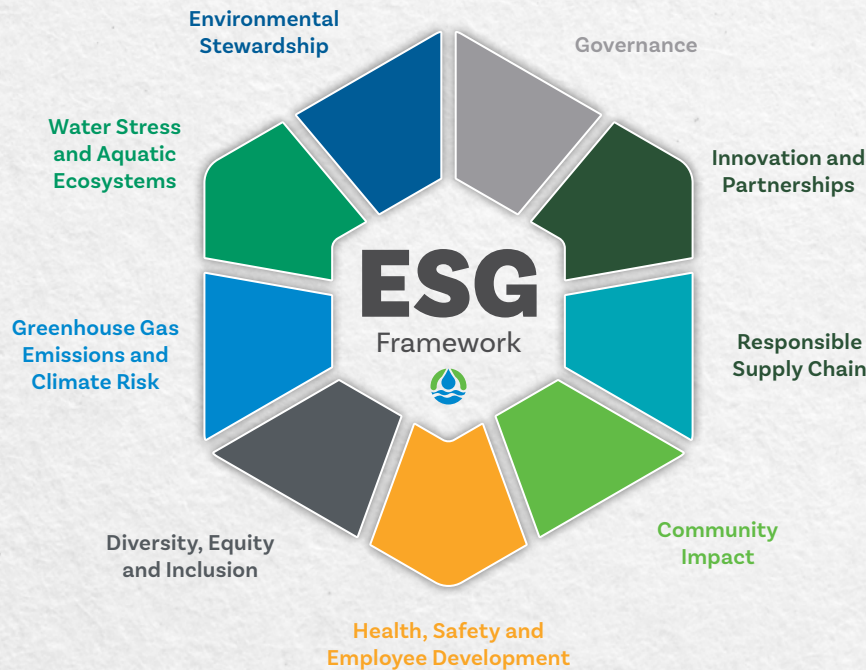 Environmental
Stewardship
Governance
Water Stress
and Aquatic
Ecosystems
Innovation and
Partnerships
ESG
Framework
Greenhouse Gas
Emissions and
Climate Risk
Responsible
Supply Chain
Diversity, Equity
and Inclusion
Community
Impact
Health, Safety and
Employee Development